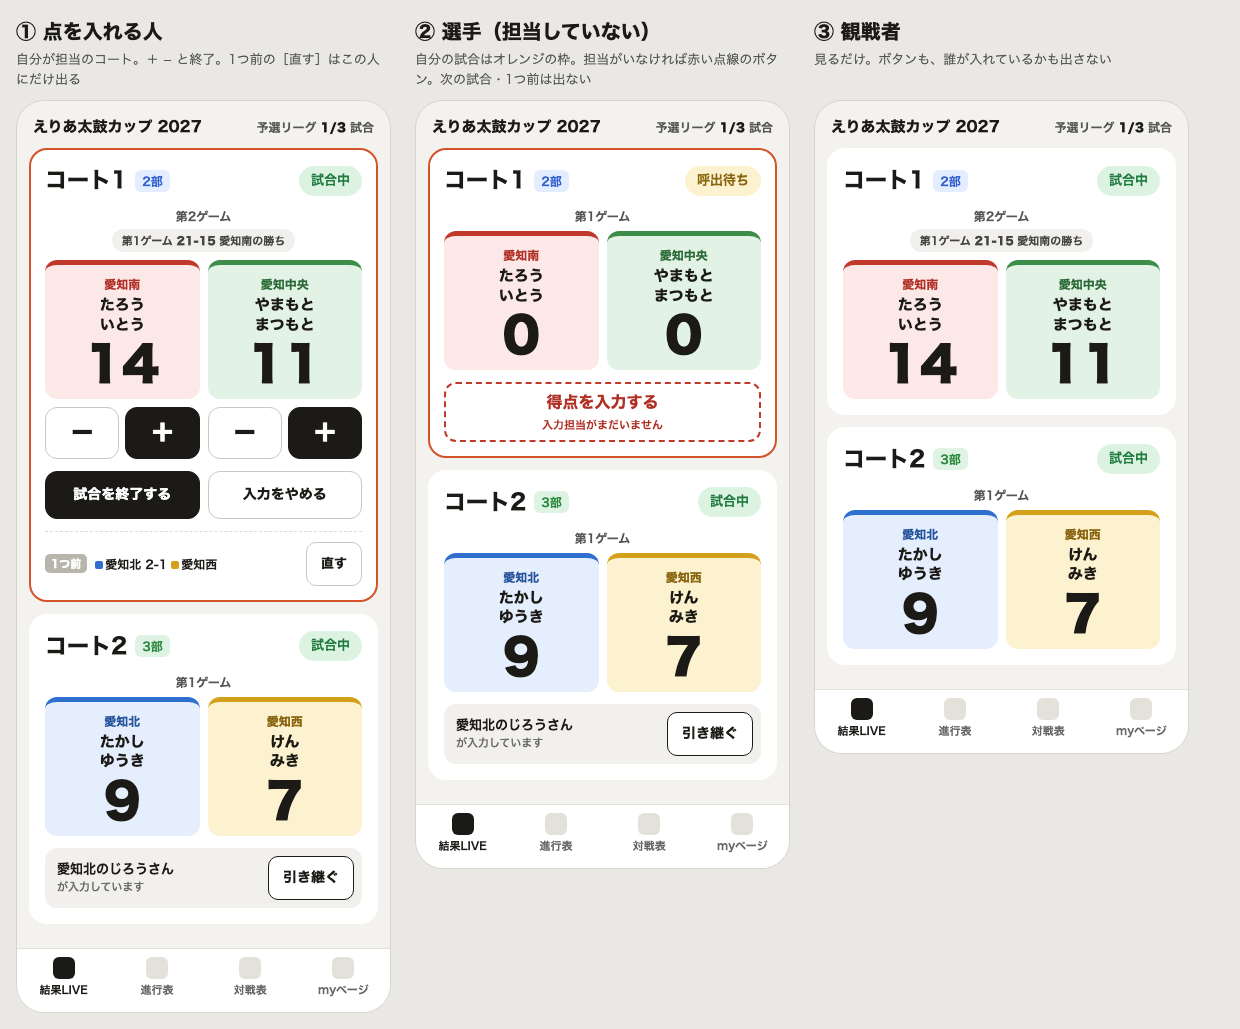 ① 点を入れる人
自分が担当のコート。＋ − と終了。1つ前の［直す］はこの人
にだけ出る
えりあ太鼓カップ 2027
予選リーグ 1/3 試合
コート1 2部 試合中
第2ゲーム
第1ゲーム 21-15 愛知南の勝ち
愛知南
たろう
いとう
14
愛知中央
やまもと
まつもと
11
− + − +
試合を終了する
入力をやめる
1つ前 愛知北 2-1 愛知西
直す
コート2 3部 試合中
第1ゲーム
愛知北
たかし
ゆうき
9
愛知西
けん
みき
7
愛知北のじろうさん
が入力しています
引き継ぐ
結果LIVE 進行表 対戦表 myページ
② 選手（担当していない）
自分の試合はオレンジの枠。担当がいなければ赤い点線のボタ
ン。次の試合・1つ前は出ない
えりあ太鼓カップ 2027
予選リーグ 1/3 試合
コート1 2部 呼出待ち
第1ゲーム
愛知南
たろう
いとう
0
愛知中央
やまもと
まつもと
0
得点を入力する
入力担当がまだいません
コート2 3部 試合中
第1ゲーム
愛知北
たかし
ゆうき
9
愛知西
けん
みき
7
愛知北のじろうさん
が入力しています
引き継ぐ
結果LIVE 進行表 対戦表 myページ
③ 観戦者
見るだけ。ボタンも、誰が入れているかも出さない
えりあ太鼓カップ 2027
予選リーグ 1/3 試合
コート1 2部 試合中
第2ゲーム
第1ゲーム 21-15 愛知南の勝ち
愛知南
たろう
いとう
14
愛知中央
やまもと
まつもと
11
コート2 3部 試合中
第1ゲーム
愛知北
たかし
ゆうき
9
愛知西
けん
みき
7
結果LIVE 進行表 対戦表 myページ